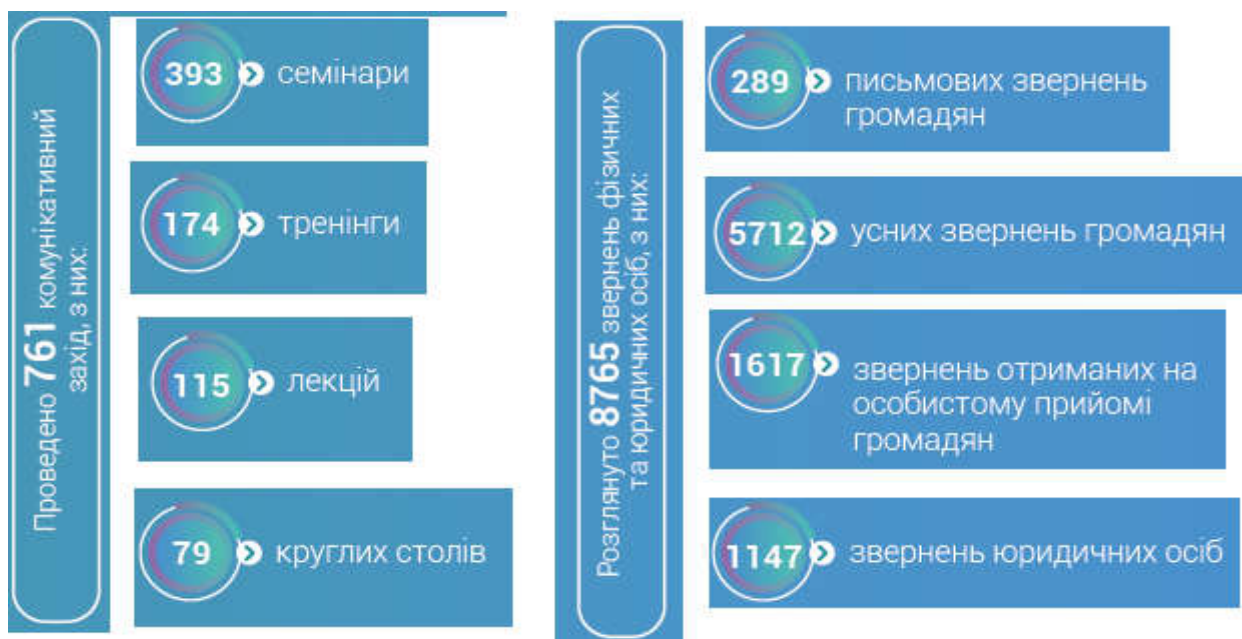 Проведено 761 комунікативний
захід, з них:
393 семінари
174 тренінги
115 лекцій
79 круглих столів
Розглянуто 8765 звернень фізичних
та юридичних осіб, з них:
289 письмових звернень
громадян
5712 усних звернень громадян
1617 звернень отриманих на
особистому прийомі
громадян
1147 звернень юридичних осіб